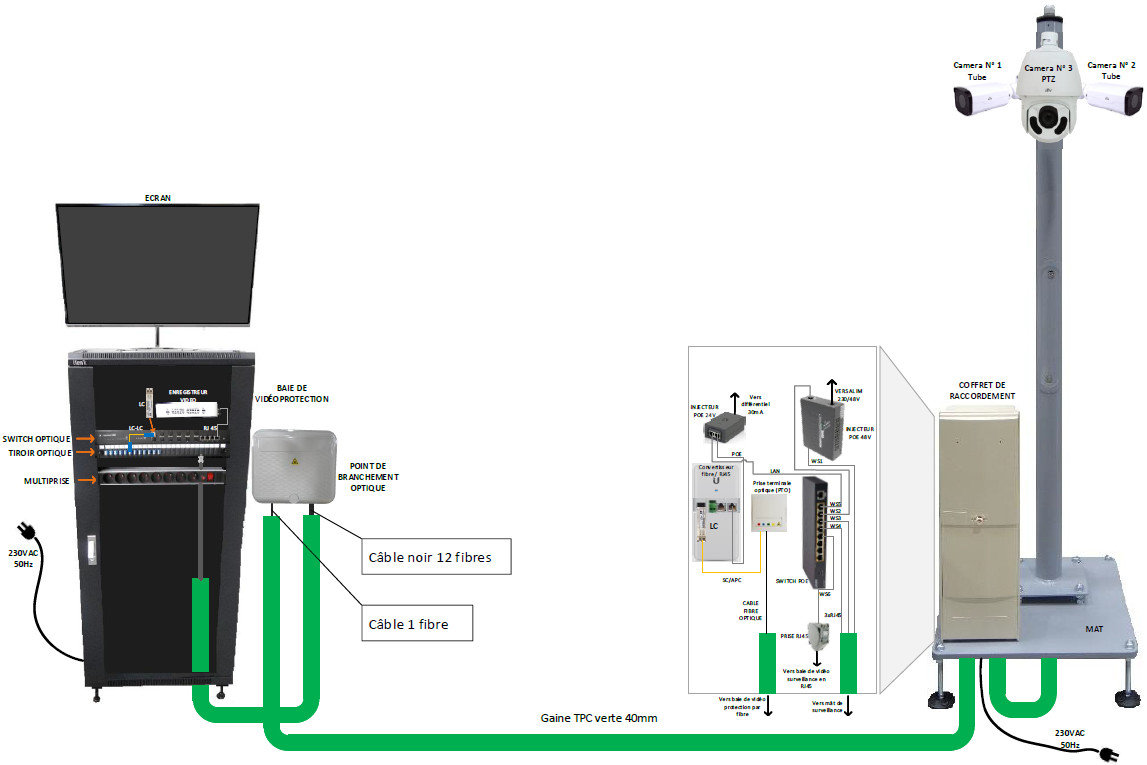 Camera N° 1
Tube
Camera N° 3
PTZ
Camera N° 2
Tube
ECRAN
ENREGISTREUR
VIDEO
LC
LC-LC
RJ 45
SWITCH OPTIQUE
TIROIR OPTIQUE
MULTIPRISE
230VAC
50Hz
BAIE DE
VIDÉOPROTECTION
POINT DE
BRANCHEMENT
OPTIQUE
Câble noir 12 fibres
Câble 1 fibre
Gaine TPC verte 40mm
INJECTEUR
POE 24V
Vers
différentiel
30mA
VERS ALIM
230/48V
INJECTEUR
POE 48V
POE
LAN
WS1
Convertisseur
fibre / RJ45
LC
Prise terminale
optique (PTO)
WS5
WS2
WS3
WS4
SC/APC
SWITCH POE
WS6
CABLE
FIBRE
OPTIQUE
3xRJ45
PRISE RJ45
Vers baie de vidéo
surveillance en
RJ45
Vers baie de vidéo
protection par
fibre
Vers mât de
surveillance
COFFRET DE
RACCORDEMENT
MAT
230VAC
50Hz